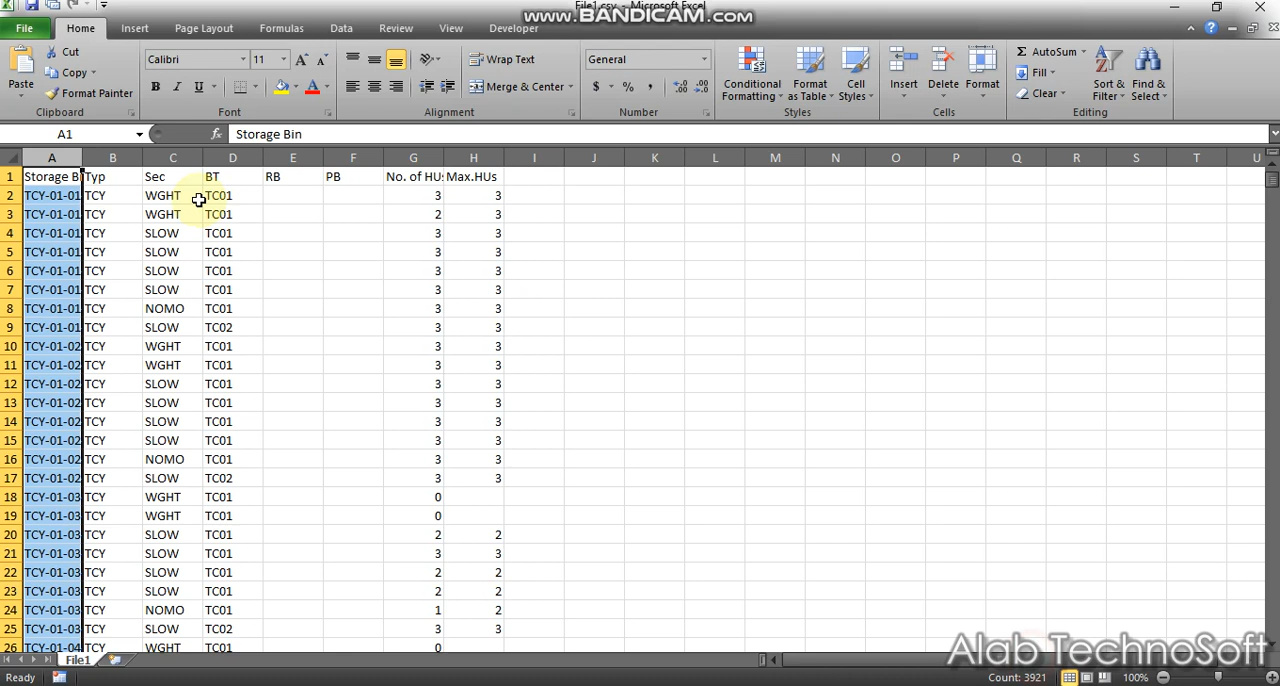 File1.csv - Microsoft Excel
www.BANDICAM.com
File Home Insert Page Layout Formulas Data Review View Developer
Paste Cut Copy Format Painter Clipboard
Calibri 11 B I U A A A Font
Wrap Text Merge & Center Alignment
General $ % , Number
Conditional Formatting Format as Table Cell Styles Styles
Insert Delete Format Cells
Σ AutoSum Fill Clear Sort & Filter Find & Select Editing
A1 fx Storage Bin
A B C D E F G H I J K L M N O P Q R S T U
1 Storage B Typ Sec BT RB PB No. of HUs Max.HUs
2 TCY-01-01 TCY WGHT TC01 3 3
3 TCY-01-01 TCY WGHT TC01 2 3
4 TCY-01-01 TCY SLOW TC01 3 3
5 TCY-01-01 TCY SLOW TC01 3 3
6 TCY-01-01 TCY SLOW TC01 3 3
7 TCY-01-01 TCY SLOW TC01 3 3
8 TCY-01-01 TCY NOMO TC01 3 3
9 TCY-01-01 TCY SLOW TC02 3 3
10 TCY-01-02 TCY WGHT TC01 3 3
11 TCY-01-02 TCY WGHT TC01 3 3
12 TCY-01-02 TCY SLOW TC01 3 3
13 TCY-01-02 TCY SLOW TC01 3 3
14 TCY-01-02 TCY SLOW TC01 3 3
15 TCY-01-02 TCY SLOW TC01 3 3
16 TCY-01-02 TCY NOMO TC01 3 3
17 TCY-01-02 TCY SLOW TC02 3 3
18 TCY-01-03 TCY WGHT TC01 0
19 TCY-01-03 TCY WGHT TC01 0
20 TCY-01-03 TCY SLOW TC01 2 2
21 TCY-01-03 TCY SLOW TC01 3 3
22 TCY-01-03 TCY SLOW TC01 2 2
23 TCY-01-03 TCY SLOW TC01 2 2
24 TCY-01-03 TCY NOMO TC01 1 2
25 TCY-01-03 TCY SLOW TC02 3 3
26 TCY-01-04 TCY WGHT TC01 0
File1
Alab TechnoSoft
Ready Count: 3921 100%